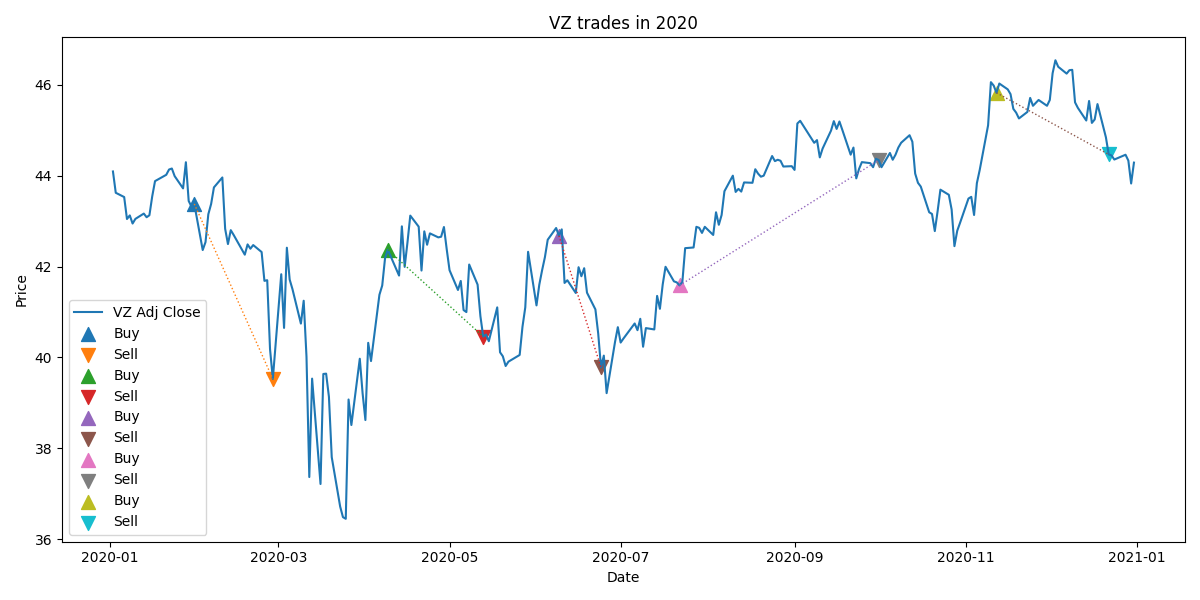 VZ trades in 2020
Price
46
44
42
40
38
36
VZ Adj Close
Buy
Sell
Buy
Sell
Buy
Sell
Buy
Sell
Buy
Sell
2020-01 2020-03 2020-05 2020-07 2020-09 2020-11 2021-01
Date